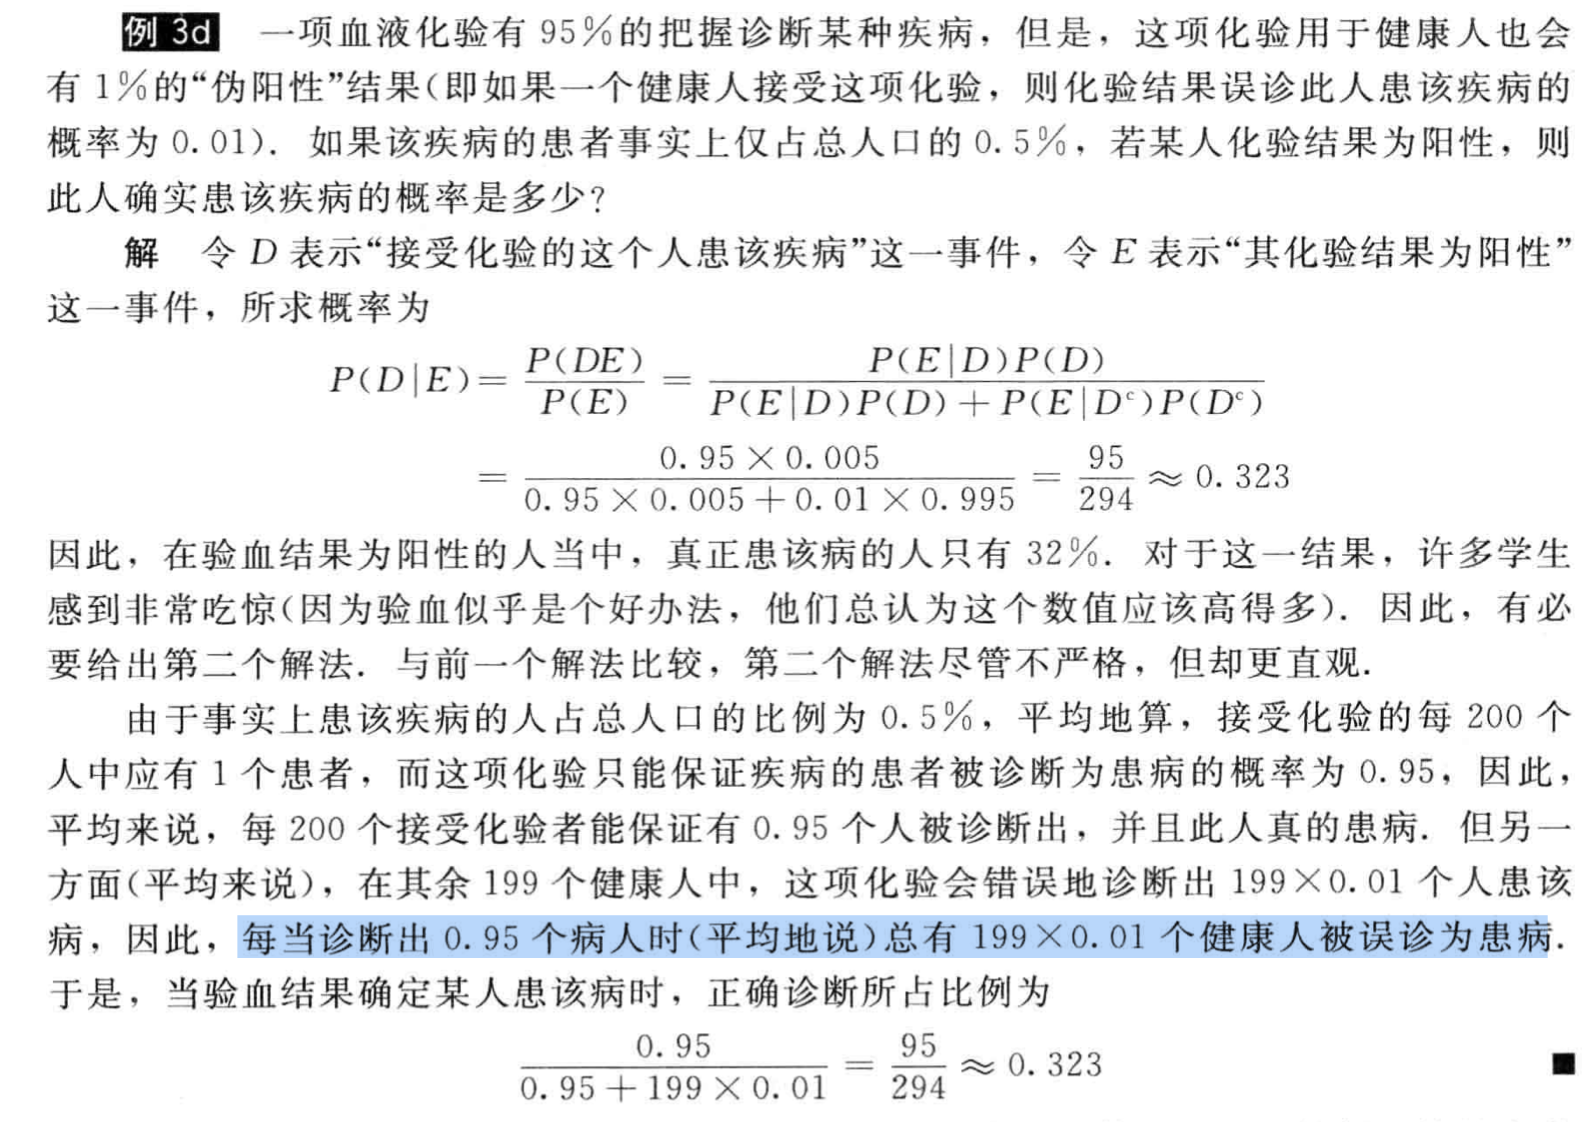 例 3d 一项血液化验有 95%的把握诊断某种疾病，但是，这项化验用于健康人也会
有 1%的“伪阳性”结果(即如果一个健康人接受这项化验，则化验结果误诊此人患该疾病的
概率为 0.01). 如果该疾病的患者事实上仅占总人口的 0.5%，若某人化验结果为阳性，则
此人确实患该疾病的概率是多少?
解 令 D 表示“接受化验的这个人患该疾病”这一事件，令 E 表示“其化验结果为阳性”
这一事件，所求概率为
P(D|E)= P(DE)/P(E) = P(E|D)P(D)/(P(E|D)P(D)+P(E|Dᶜ)P(Dᶜ))
= 0.95×0.005/(0.95×0.005+0.01×0.995) = 95/294 ≈ 0.323
因此，在验血结果为阳性的人当中，真正患该病的人只有 32%. 对于这一结果，许多学生
感到非常吃惊(因为验血似乎是个好办法，他们总认为这个数值应该高得多). 因此，有必
要给出第二个解法. 与前一个解法比较，第二个解法尽管不严格，但却更直观.
由于事实上患该疾病的人占总人口的比例为 0.5%，平均地算，接受化验的每 200 个
人中应有 1 个患者，而这项化验只能保证疾病的患者被诊断为患病的概率为 0.95，因此，
平均来说，每 200 个接受化验者能保证有 0.95 个人被诊断出，并且此人真的患病. 但另一
方面(平均来说)，在其余 199 个健康人中，这项化验会错误地诊断出 199×0.01 个人患该
病，因此，每当诊断出 0.95 个病人时(平均地说)总有 199×0.01 个健康人被误诊为患病.
于是，当验血结果确定某人患该病时，正确诊断所占比例为
0.95/(0.95+199×0.01) = 95/294 ≈ 0.323 ■